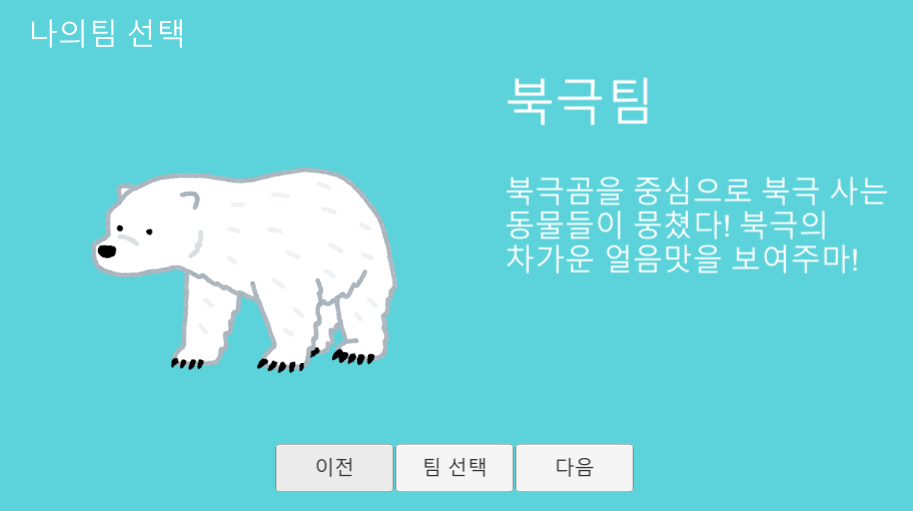 나의팀 선택
북극팀
북극곰을 중심으로 북극 사는
동물들이 뭉쳤다! 북극의
차가운 얼음맛을 보여주마!
이전
팀 선택
다음